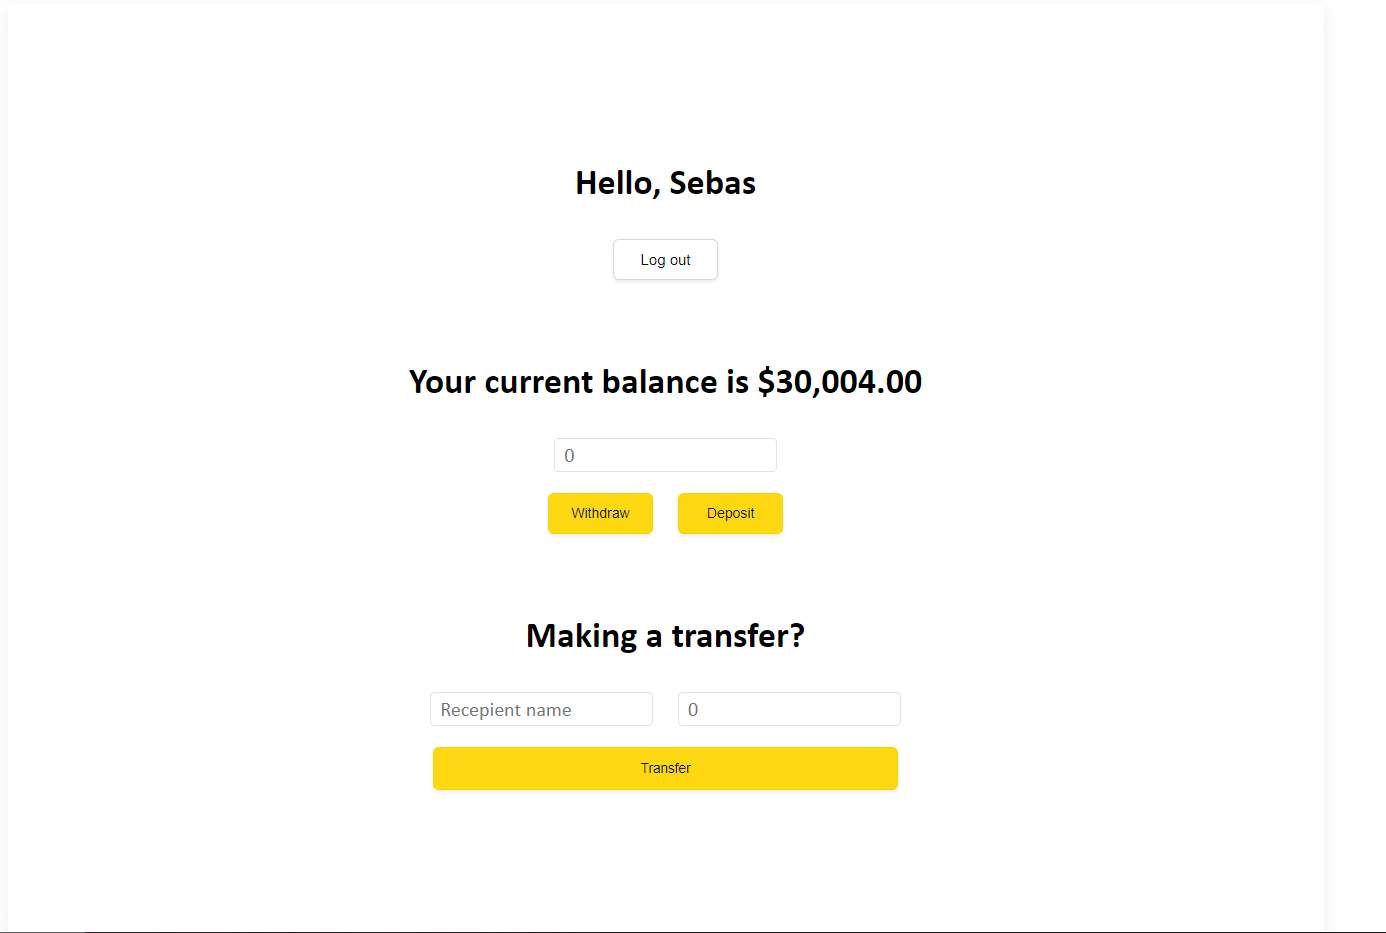 Hello, Sebas
Log out
Your current balance is $30,004.00
0
Withdraw Deposit
Making a transfer?
Recepient name 0
Transfer